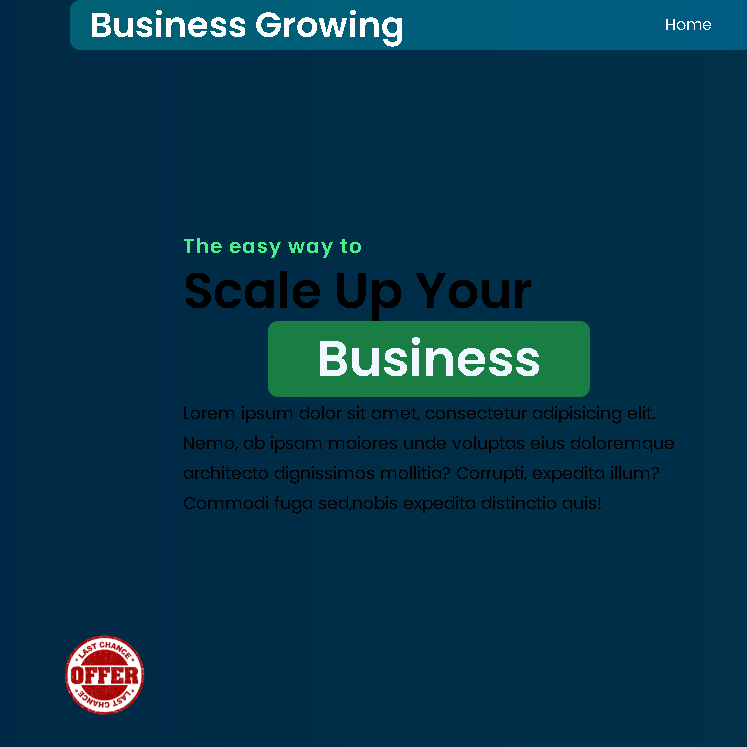 Business Growing
Home
The easy way to
Scale Up Your
Business
Lorem ipsum dolor sit amet, consectetur adipisicing elit.
Nemo, ab ipsam maiores unde voluptas eius doloremque
architecto dignissimos mollitia? Corrupti, expedita illum?
Commodi fuga sed,nobis expedita distinctio quis!
LAST CHANCE
OFFER
LAST CHANCE